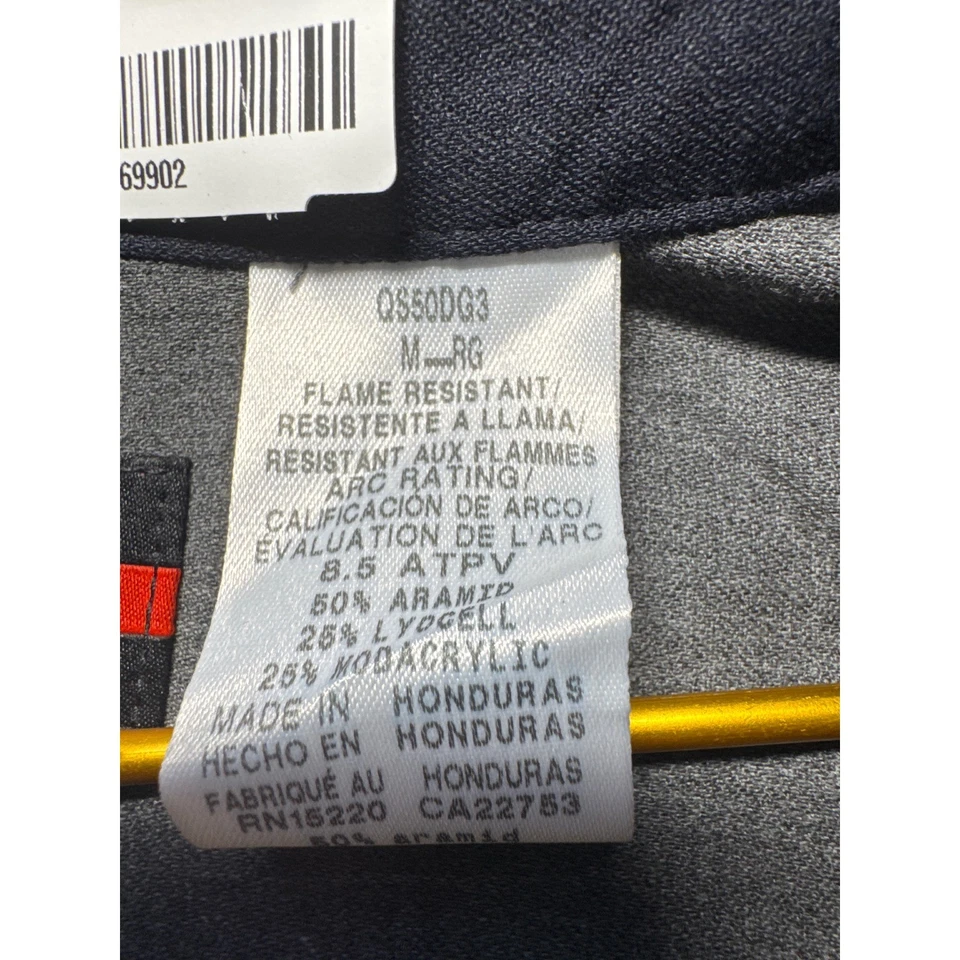 69902
QS50DG3
M---RG
FLAME RESISTANT/
RESISTENTE A LLAMA/
RESISTANT AUX FLAMMES
ARC RATING/
CALIFICACIÓN DE ARCO/
ÉVALUATION DE L'ARC
8.5 ATPV
50% ARAMID
25% LYOCELL
25% MODACRYLIC
MADE IN HONDURAS
HECHO EN HONDURAS
FABRIQUÉ AU HONDURAS
RN15220 CA22753
50% aramid